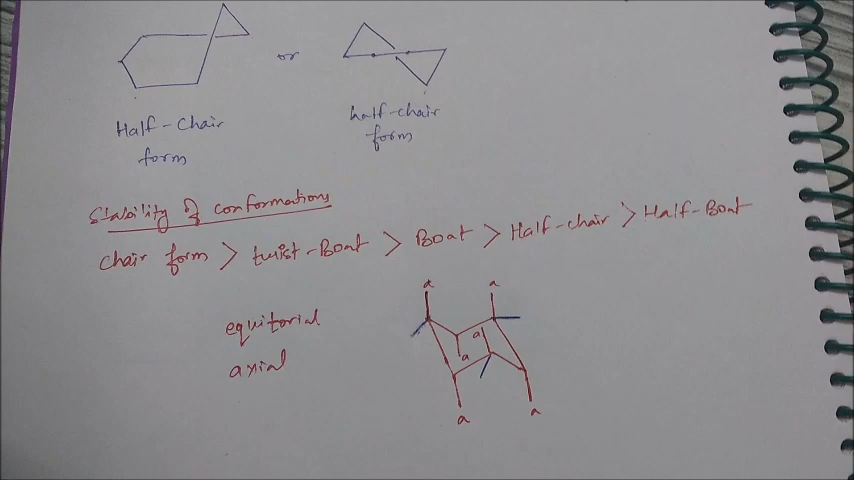 or
Half-Chair
form
half-chair
form
Stability of conformations
chair form > twist-Boat > Boat > Half-chair > Half-Boat
equitorial
axial
a a
a
a
a a